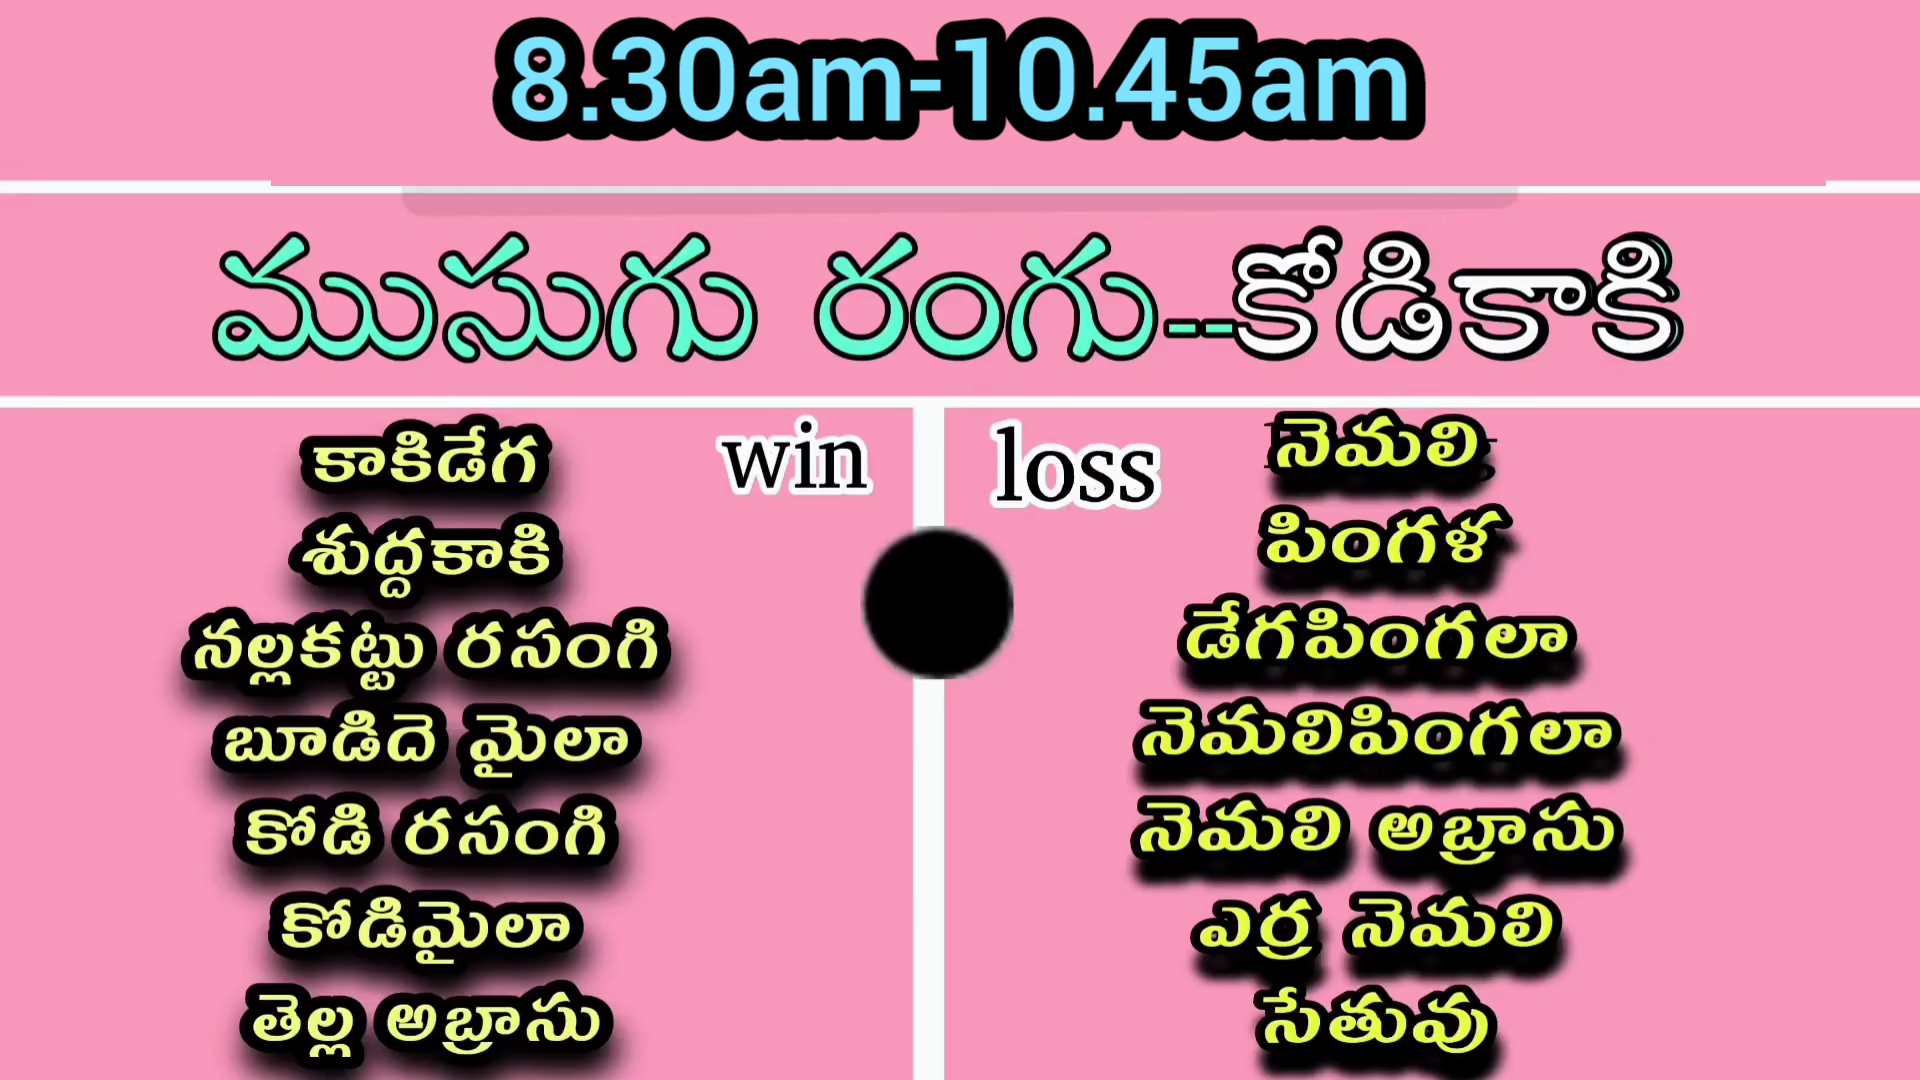 8.30am-10.45am
ముసుగు రంగు--కోడికాకి
win
loss
కాకిడేగ
శుద్దకాకి
నల్లకట్టు రసంగి
బూడిదె మైలా
కోడి రసంగి
కోడిమైలా
తెల్ల అబ్రాసు
నెమలి
పింగళ
డేగపింగలా
నెమలిపింగలా
నెమలి అబ్రాసు
ఎర్ర నెమలి
సేతువు